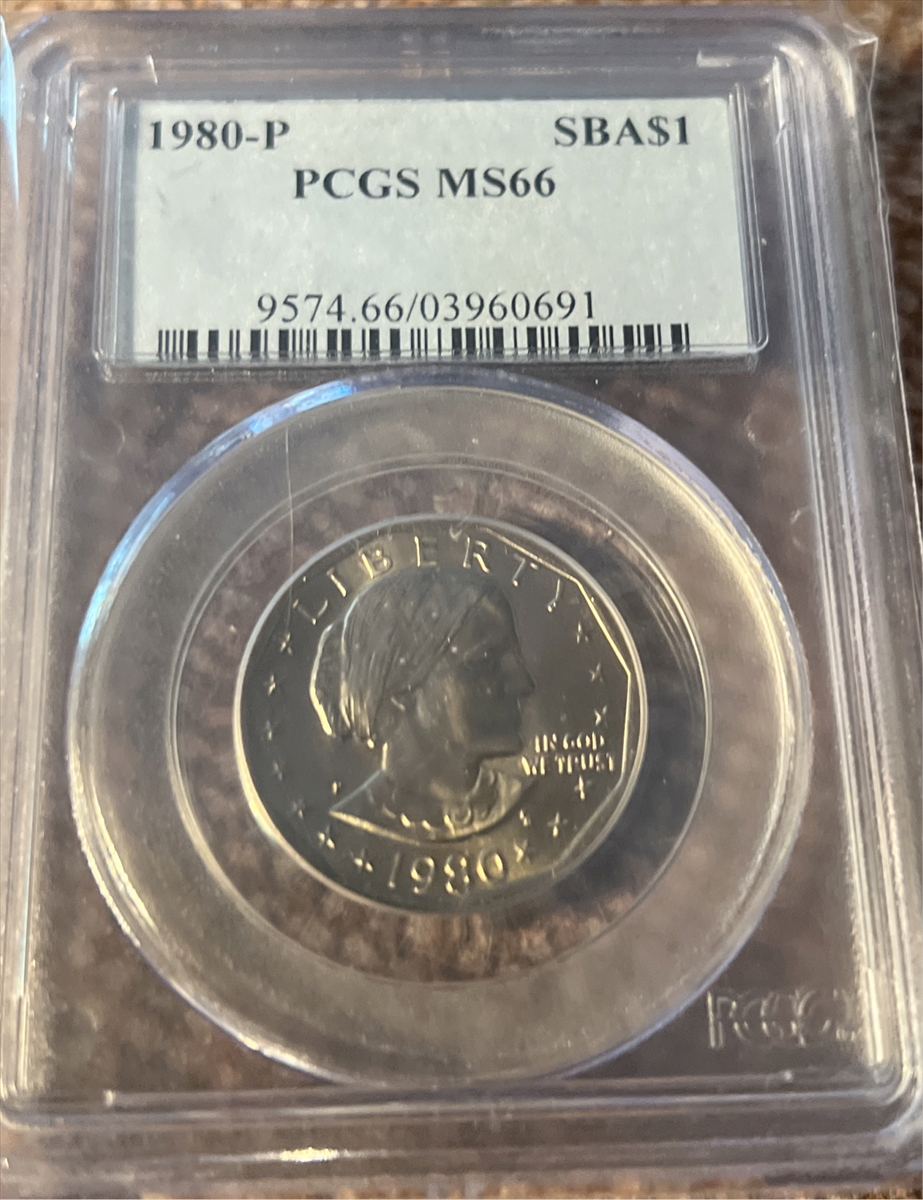 1980-P SBA$1
PCGS MS66
9574.66/03960691
LIBERTY
IN GOD
WE TRUST
1980
PCGS